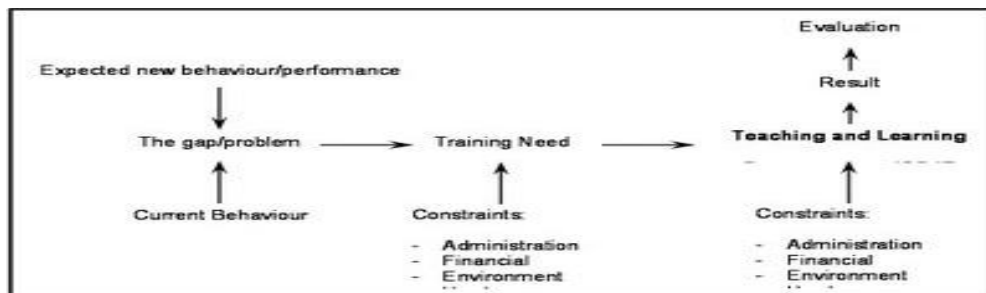 Evaluation
Expected new behaviour/performance
Result
The gap/problem
Training Need
Teaching and Learning
Current Behaviour
Constraints:
- Administration
- Financial
- Environment
Constraints:
- Administration
- Financial
- Environment